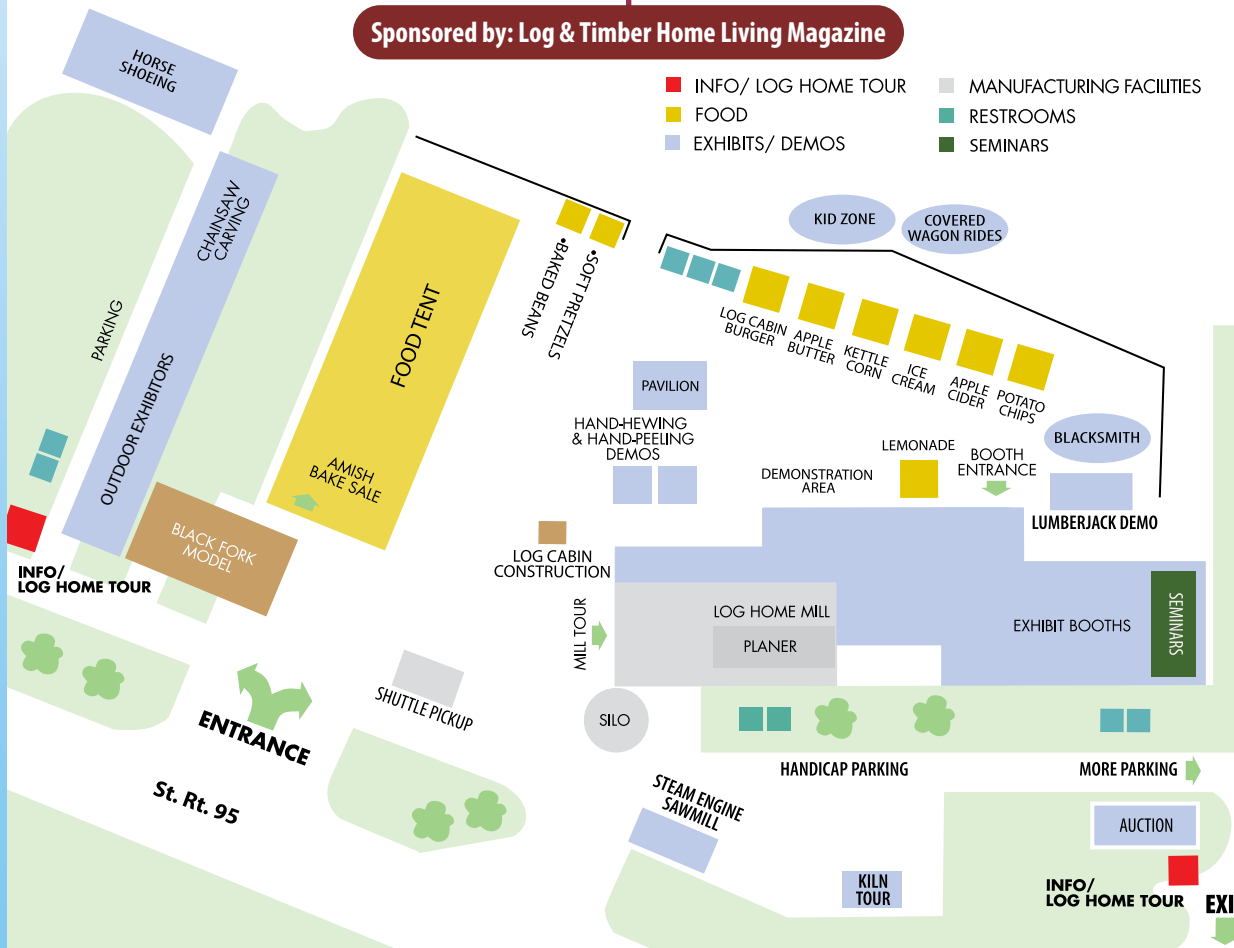 Sponsored by: Log & Timber Home Living Magazine
INFO/ LOG HOME TOUR
FOOD
EXHIBITS/ DEMOS
MANUFACTURING FACILITIES
RESTROOMS
SEMINARS
HORSE
SHOEING
CHAINSAW
CARVING
PARKING
OUTDOOR EXHIBITORS
FOOD TENT
AMISH
BAKE SALE
•BAKED BEANS
•SOFT PRETZELS
BLACK FORK
MODEL
INFO/
LOG HOME TOUR
KID ZONE
COVERED
WAGON RIDES
LOG CABIN
BURGER
APPLE
BUTTER
KETTLE
CORN
ICE
CREAM
APPLE
CIDER
POTATO
CHIPS
PAVILION
HAND-HEWING
& HAND-PEELING
DEMOS
LEMONADE
DEMONSTRATION
AREA
BOOTH
ENTRANCE
BLACKSMITH
LUMBERJACK DEMO
LOG CABIN
CONSTRUCTION
MILL TOUR
LOG HOME MILL
PLANER
EXHIBIT BOOTHS
SEMINARS
SHUTTLE PICKUP
SILO
ENTRANCE
St. Rt. 95
HANDICAP PARKING
MORE PARKING
STEAM ENGINE
SAWMILL
KILN
TOUR
AUCTION
INFO/
LOG HOME TOUR
EXI